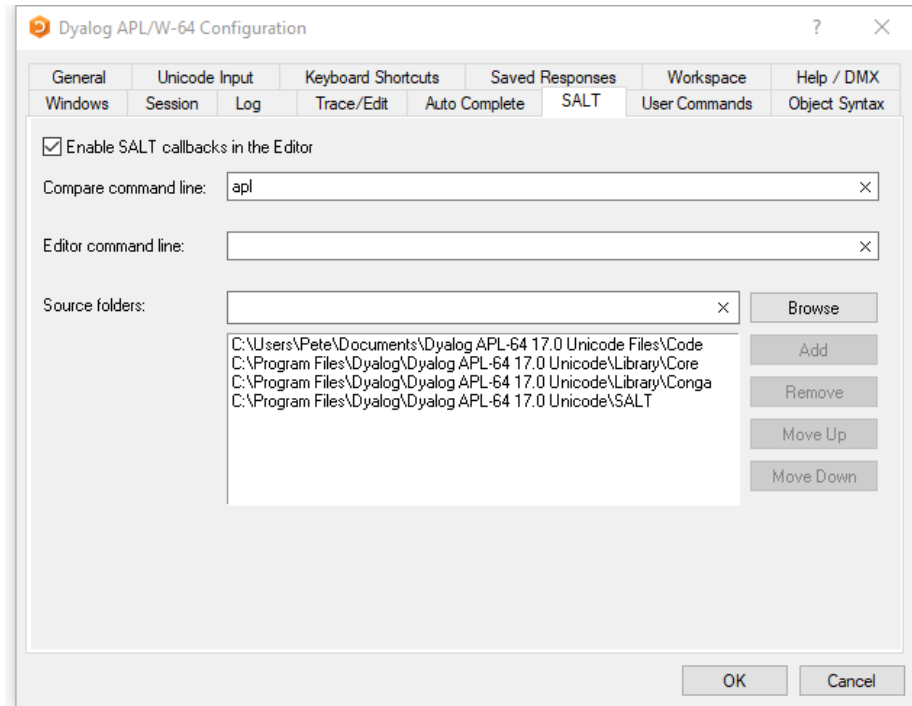 Dyalog APL/W-64 Configuration
General Unicode Input Keyboard Shortcuts Saved Responses Workspace Help / DMX
Windows Session Log Trace/Edit Auto Complete SALT User Commands Object Syntax
Enable SALT callbacks in the Editor
Compare command line: apl
Editor command line:
Source folders: Browse
C:\Users\Pete\Documents\Dyalog APL-64 17.0 Unicode Files\Code
Add
C:\Program Files\Dyalog\Dyalog APL-64 17.0 Unicode\Library\Core
C:\Program Files\Dyalog\Dyalog APL-64 17.0 Unicode\Library\Conga
Remove
C:\Program Files\Dyalog\Dyalog APL-64 17.0 Unicode\SALT
Move Up
Move Down
OK Cancel